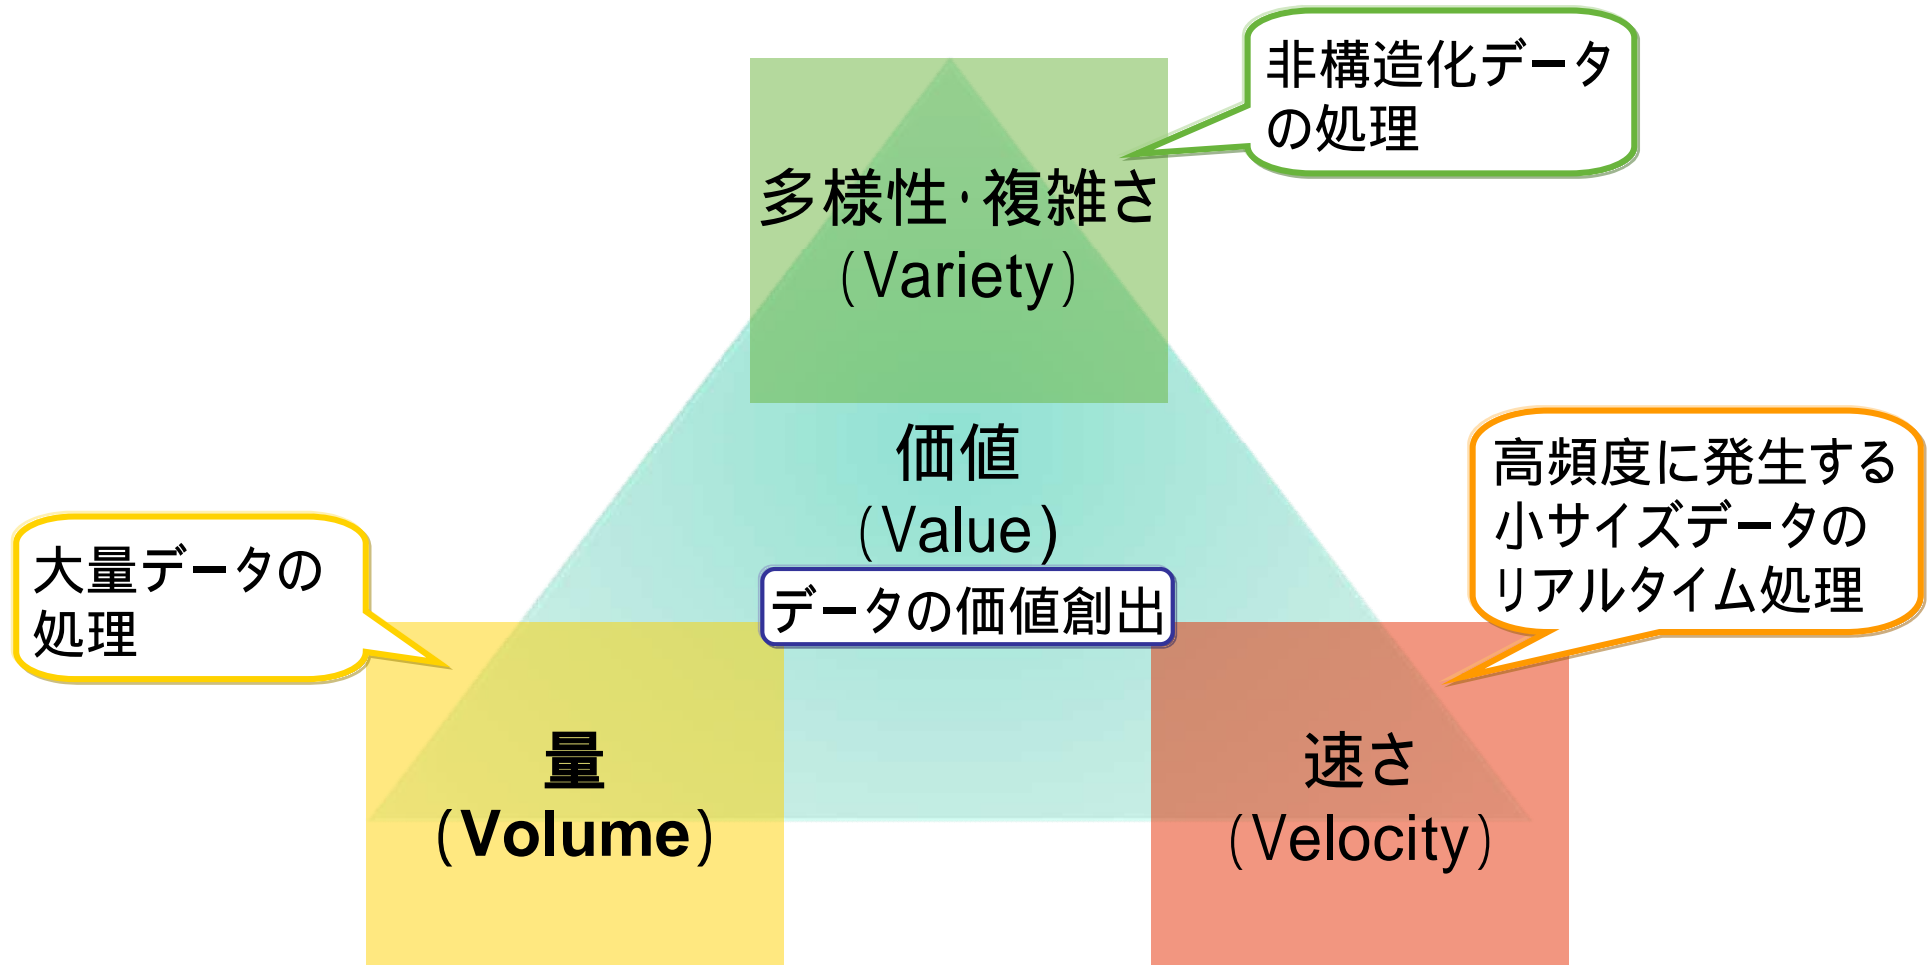 非構造化データ
の処理
多様性・複雑さ
（Variety）
価値
（Value)
データの価値創出
高頻度に発生する
小サイズデータの
リアルタイム処理
大量データの
処理
量
（Volume）
速さ
（Velocity）